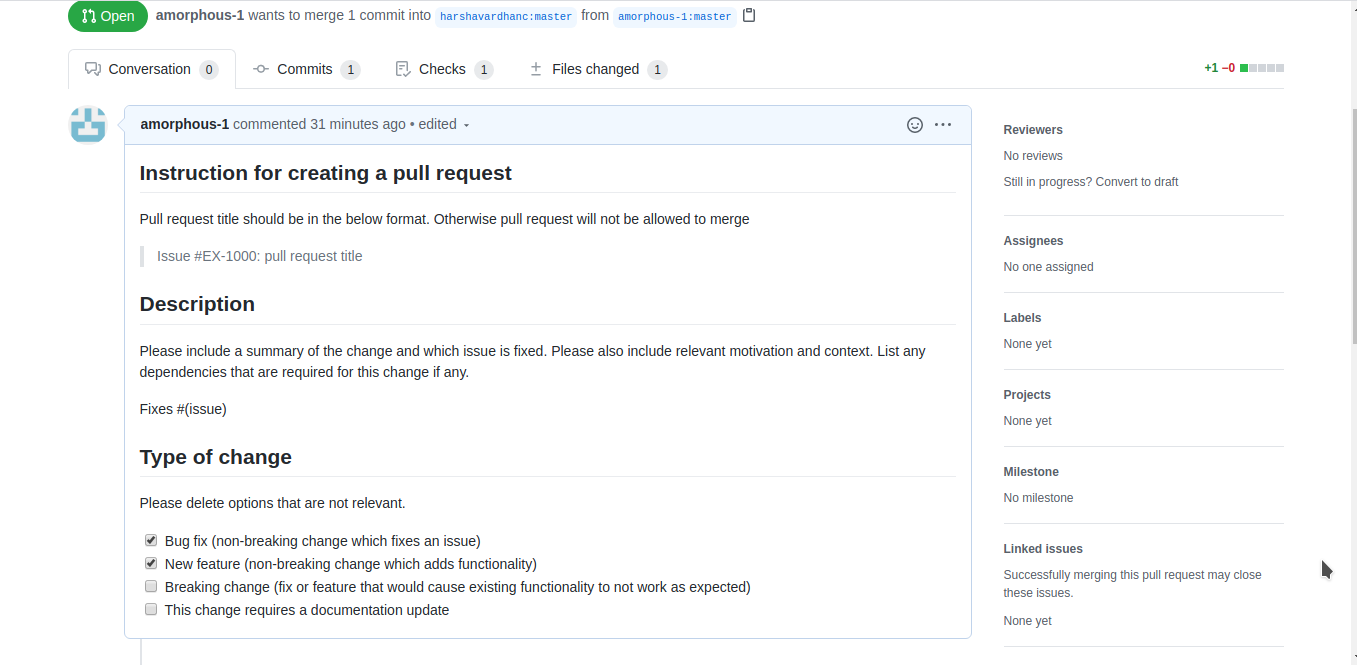 Open amorphous-1 wants to merge 1 commit into harshavardhanc:master from amorphous-1:master
Conversation 0 Commits 1 Checks 1 Files changed 1 +1 −0
amorphous-1 commented 31 minutes ago • edited
Instruction for creating a pull request
Pull request title should be in the below format. Otherwise pull request will not be allowed to merge
Issue #EX-1000: pull request title
Description
Please include a summary of the change and which issue is fixed. Please also include relevant motivation and context. List any
dependencies that are required for this change if any.
Fixes #(issue)
Type of change
Please delete options that are not relevant.
Bug fix (non-breaking change which fixes an issue)
New feature (non-breaking change which adds functionality)
Breaking change (fix or feature that would cause existing functionality to not work as expected)
This change requires a documentation update
Reviewers
No reviews
Still in progress? Convert to draft
Assignees
No one assigned
Labels
None yet
Projects
None yet
Milestone
No milestone
Linked issues
Successfully merging this pull request may close
these issues.
None yet